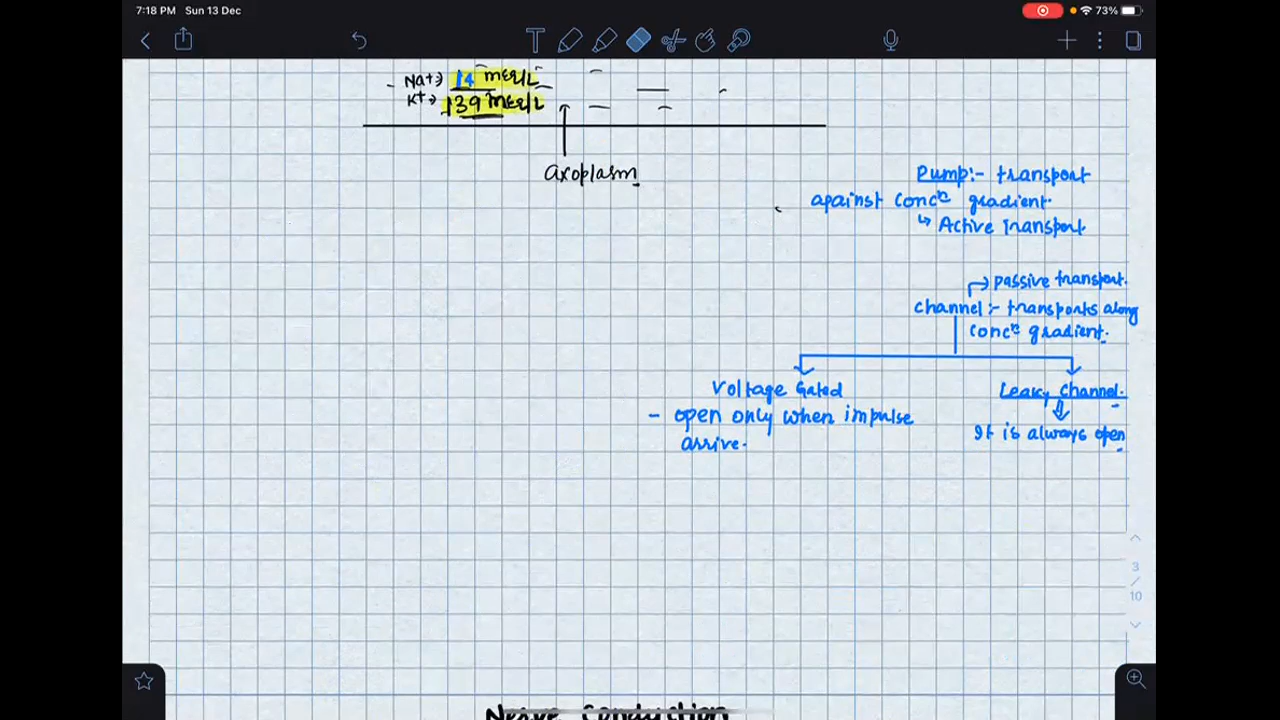 7:18 PM Sun 13 Dec
73%
Na+→ 14 mEq/L
K+→ 139 mEq/L
Axoplasm
Pump:- transport
against concⁿ gradient.
↳ Active Transport
→ passive transport.
channel:- transports along
concⁿ gradient.
Voltage Gated
- open only when impulse
arrive.
Leaky Channel.
It is always open
3
/
10
Nerve Conduction